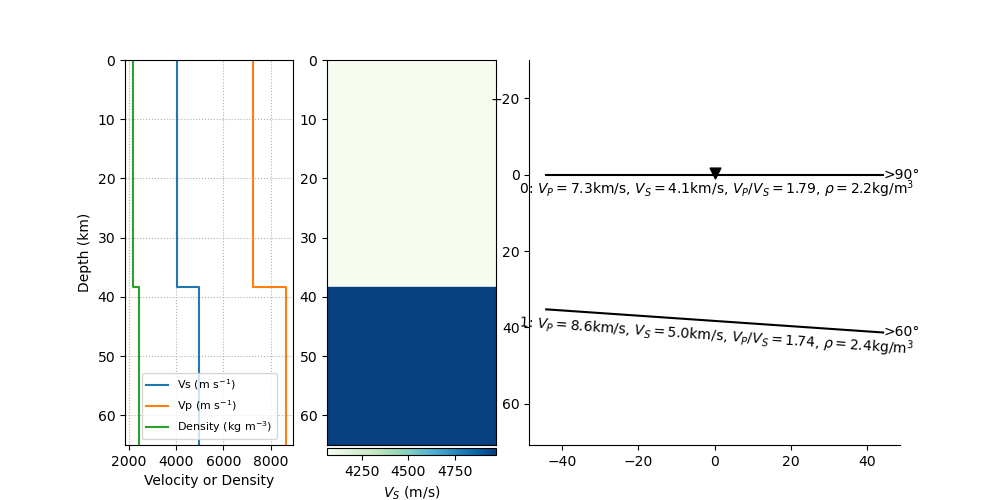 0
10
20
30
40
50
60
Depth (km)
2000 4000 6000 8000
Velocity or Density
Vs (m s⁻¹)
Vp (m s⁻¹)
Density (kg m⁻³)
0
10
20
30
40
50
60
4250 4500 4750
V_S (m/s)
−20
0
20
40
60
−40 −20 0 20 40
>90°
0: V_P = 7.3km/s, V_S = 4.1km/s, V_P/V_S = 1.79, ρ = 2.2kg/m³
>60°
1: V_P = 8.6km/s, V_S = 5.0km/s, V_P/V_S = 1.74, ρ = 2.4kg/m³